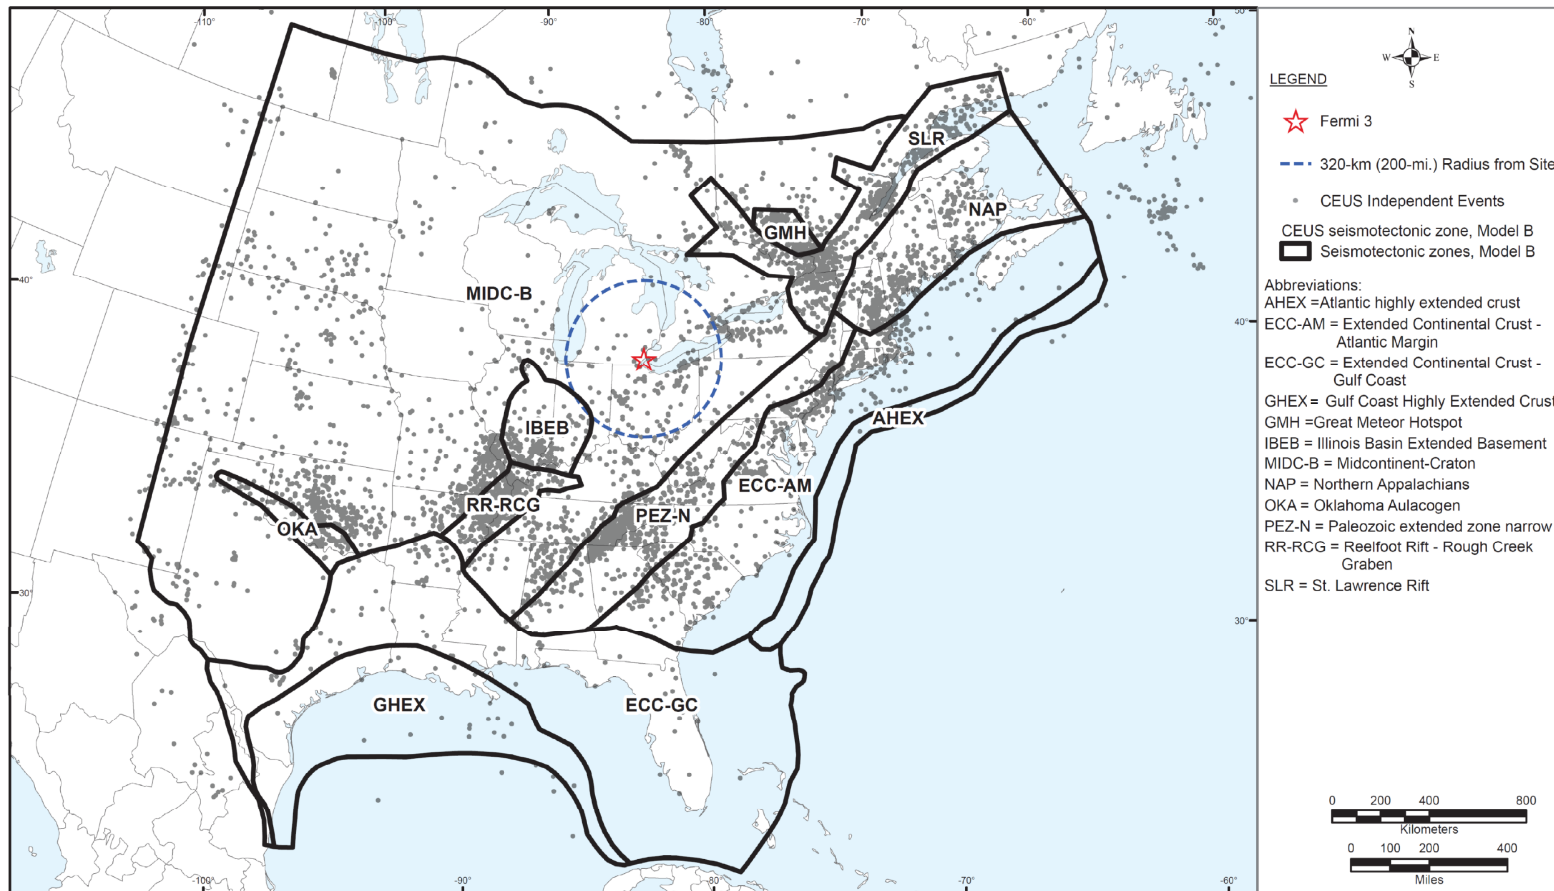 -110°
-100°
-90°
-80°
-70°
-60°
-50°
50°
N
W E
S
LEGEND
Fermi 3
320-km (200-mi.) Radius from Site
CEUS Independent Events
CEUS seismotectonic zone, Model B
Seismotectonic zones, Model B
Abbreviations:
AHEX =Atlantic highly extended crust
ECC-AM = Extended Continental Crust -
Atlantic Margin
ECC-GC = Extended Continental Crust -
Gulf Coast
GHEX = Gulf Coast Highly Extended Crust
GMH =Great Meteor Hotspot
IBEB = Illinois Basin Extended Basement
MIDC-B = Midcontinent-Craton
NAP = Northern Appalachians
OKA = Oklahoma Aulacogen
PEZ-N = Paleozoic extended zone narrow
RR-RCG = Reelfoot Rift - Rough Creek
Graben
SLR = St. Lawrence Rift
SLR
NAP
GMH
40°
MIDC-B
40°
AHEX
IBEB
ECC-AM
RR-RCG
PEZ-N
OKA
30°
30°
GHEX
ECC-GC
0 200 400 800
Kilometers
0 100 200 400
Miles
-100°
-90°
-80°
-70°
-60°